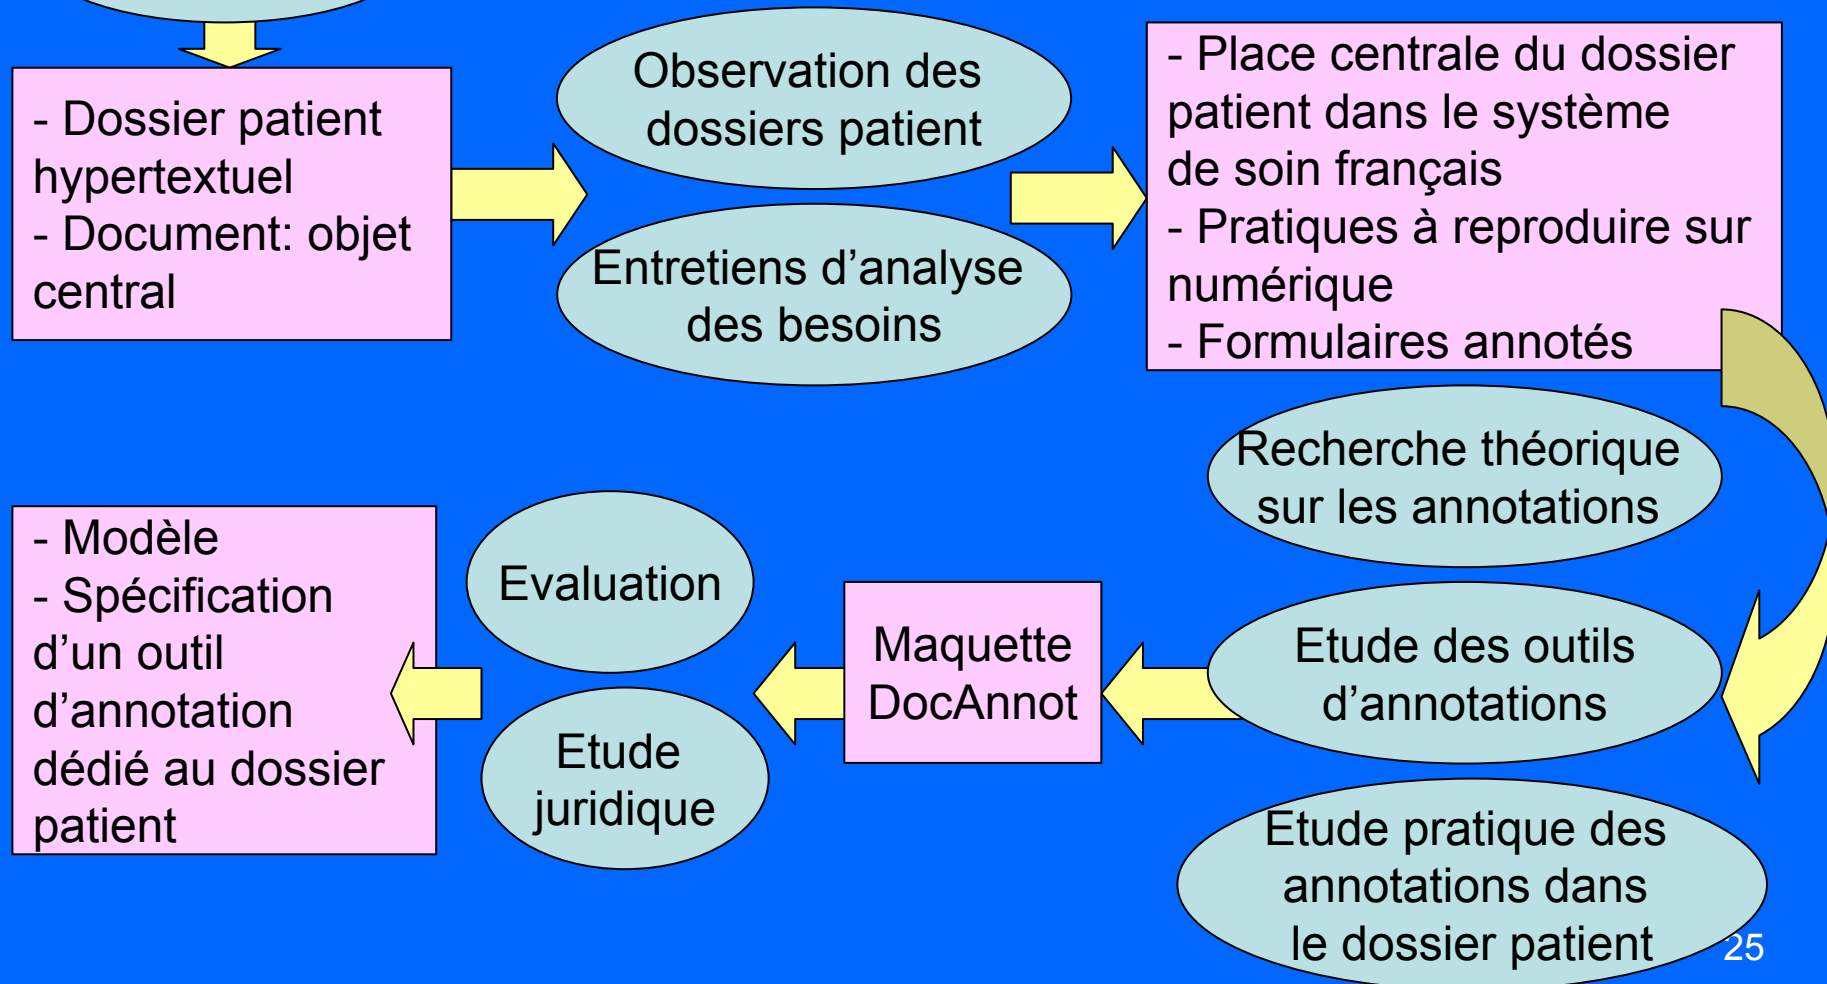 - Dossier patient
hypertextuel
- Document: objet
central
Observation des
dossiers patient
Entretiens d’analyse
des besoins
- Place centrale du dossier
patient dans le système
de soin français
- Pratiques à reproduire sur
numérique
- Formulaires annotés
Recherche théorique
sur les annotations
Etude des outils
d’annotations
Etude pratique des
annotations dans
le dossier patient
Maquette
DocAnnot
Evaluation
Etude
juridique
- Modèle
- Spécification
d’un outil
d’annotation
dédié au dossier
patient
25